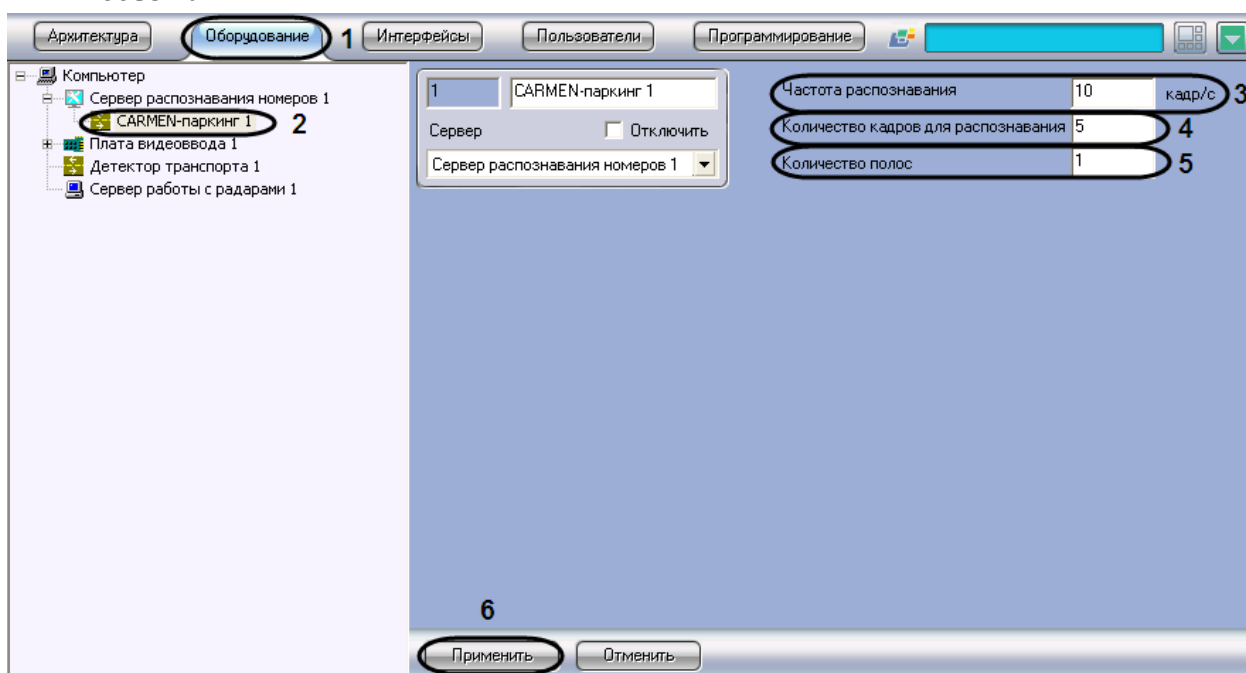 Архитектура Оборудование 1 Интерфейсы Пользователи Программирование
Компьютер
Сервер распознавания номеров 1
CARMEN-паркинг 1 2
Плата видеоввода 1
Детектор транспорта 1
Сервер работы с радарами 1
1 CARMEN-паркинг 1
Сервер Отключить
Сервер распознавания номеров 1
Частота распознавания 10 кадр/с 3
Количество кадров для распознавания 5 4
Количество полос 1 5
6
Применить Отменить